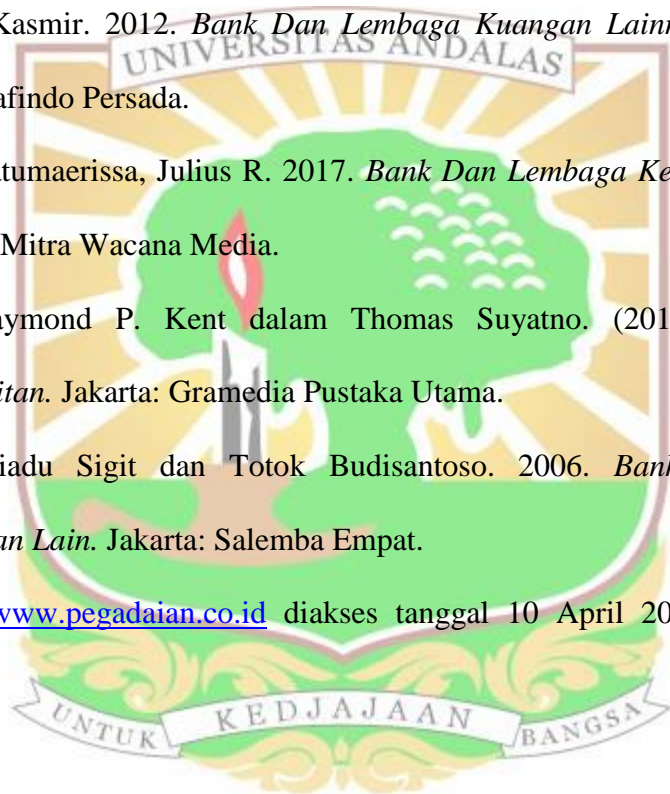 Kasmir. 2012. Bank Dan Lembaga Kuangan Lainn
UNIVERSITAS ANDALAS
afindo Persada.
atumaerissa, Julius R. 2017. Bank Dan Lembaga Ke
Mitra Wacana Media.
aymond P. Kent dalam Thomas Suyatno. (201
itan. Jakarta: Gramedia Pustaka Utama.
iadu Sigit dan Totok Budisantoso. 2006. Bank
an Lain. Jakarta: Salemba Empat.
www.pegadaian.co.id diakses tanggal 10 April 20
UNTUK KEDJAJAAN BANGSA